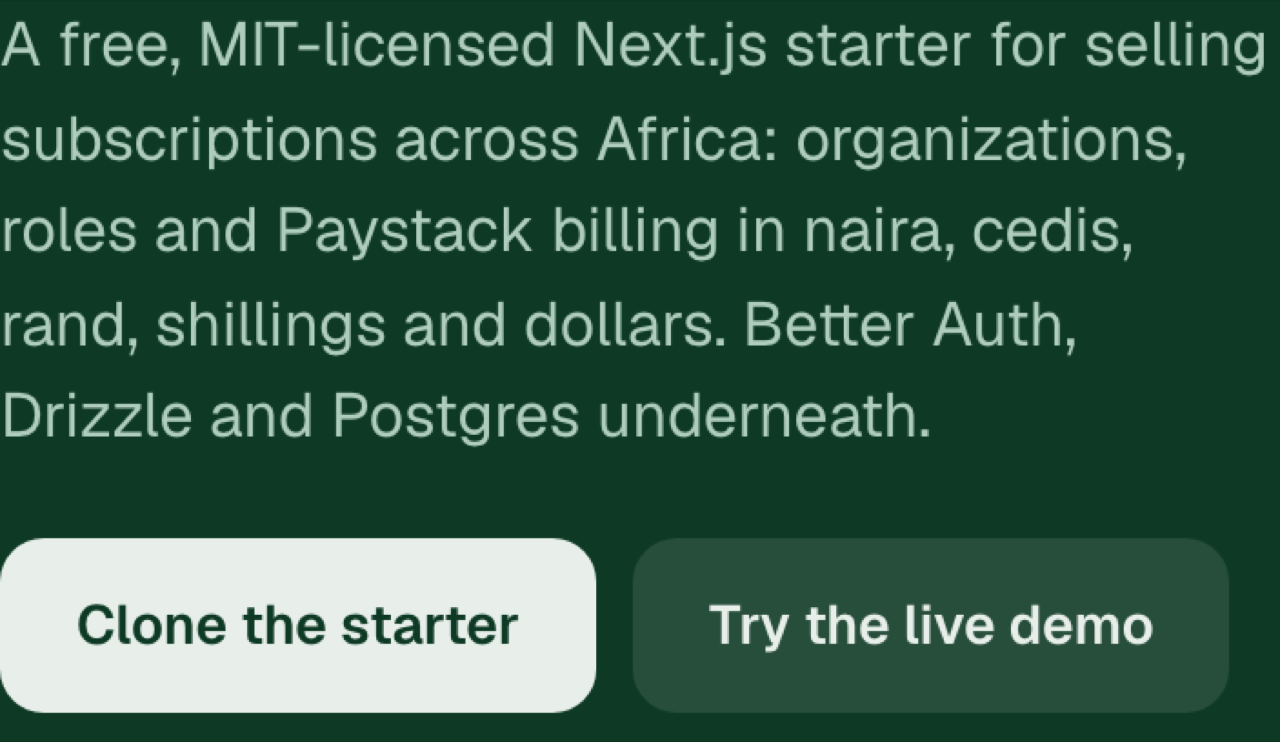 A free, MIT-licensed Next.js starter for selling
subscriptions across Africa: organizations,
roles and Paystack billing in naira, cedis,
rand, shillings and dollars. Better Auth,
Drizzle and Postgres underneath.
Clone the starter
Try the live demo